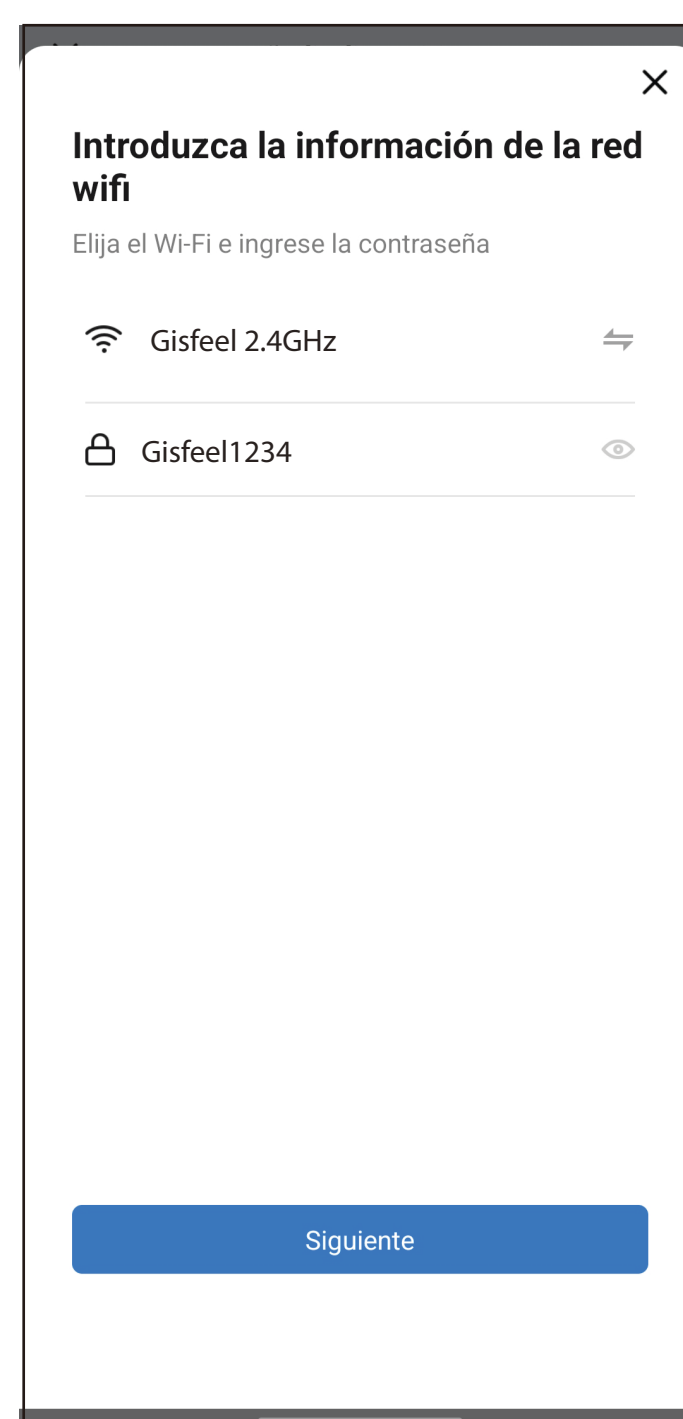 Introduzca la información de la red
wifi
Elija el Wi-Fi e ingrese la contraseña
Gisfeel 2.4GHz
Gisfeel1234
Siguiente